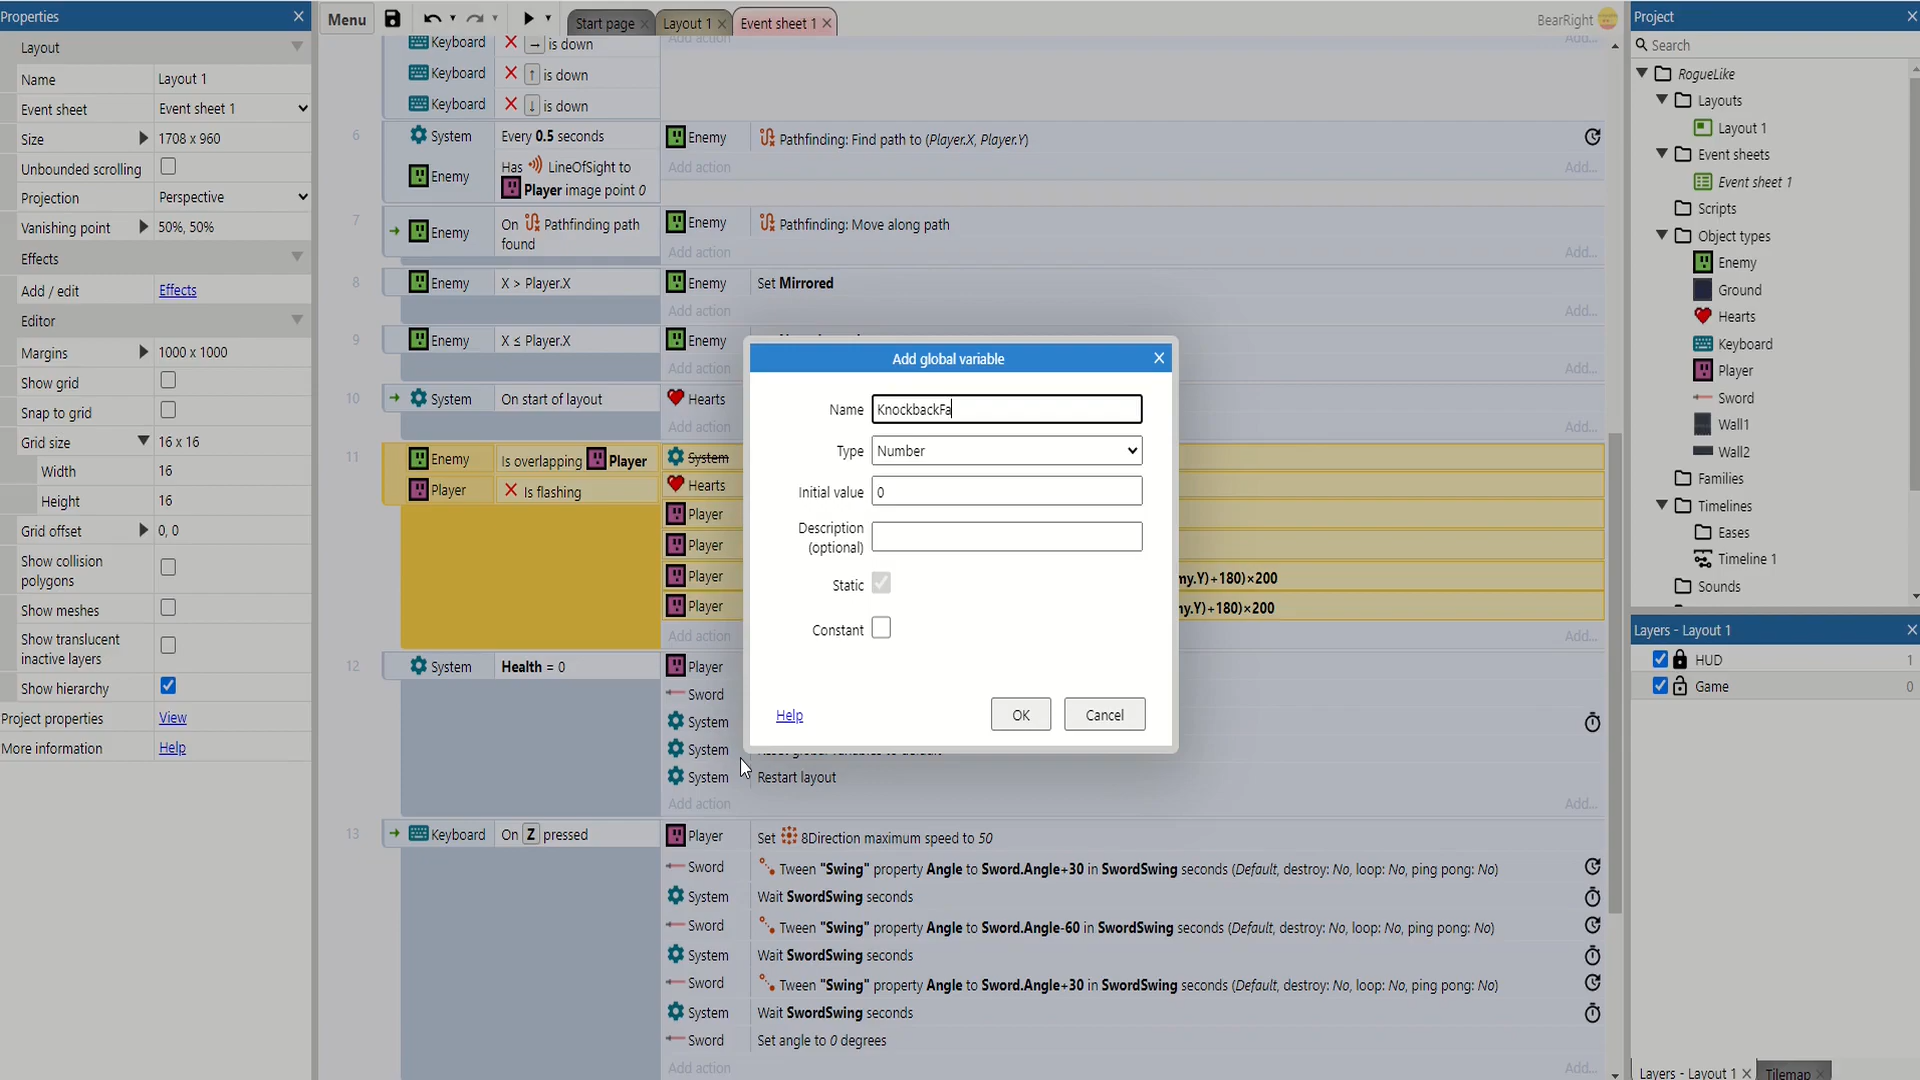 Properties
Layout
Name Layout 1
Event sheet Event sheet 1
Size 1708 x 960
Unbounded scrolling
Projection Perspective
Vanishing point 50%, 50%
Effects
Add / edit Effects
Editor
Margins 1000 x 1000
Show grid
Snap to grid
Grid size 16 x 16
Width 16
Height 16
Grid offset 0, 0
Show collision
polygons
Show meshes
Show translucent
inactive layers
Show hierarchy
Project properties View
More information Help
Menu Start page Layout 1 Event sheet 1 BearRight
Keyboard → is down Add action Add...
Keyboard ↑ is down
Keyboard ↓ is down
6 System Every 0.5 seconds Enemy Pathfinding: Find path to (Player.X, Player.Y)
Enemy Has LineOfSight to Player image point 0 Add action Add...
7 Enemy On Pathfinding path found Enemy Pathfinding: Move along path
Add action Add...
8 Enemy X > Player.X Enemy Set Mirrored
Add action Add...
9 Enemy X ≤ Player.X Enemy
Add action Add...
10 System On start of layout Hearts
Add action Add...
11 Enemy Is overlapping Player System
Player Is flashing Hearts
Player
Player
Player my.Y)+180)×200
Player my.Y)+180)×200
Add action Add...
12 System Health = 0 Player
Sword
System
System Reset global variables to default
System Restart layout
Add action Add...
13 Keyboard On Z pressed Player Set 8Direction maximum speed to 50
Sword Tween "Swing" property Angle to Sword.Angle+30 in SwordSwing seconds (Default, destroy: No, loop: No, ping pong: No)
System Wait SwordSwing seconds
Sword Tween "Swing" property Angle to Sword.Angle-60 in SwordSwing seconds (Default, destroy: No, loop: No, ping pong: No)
System Wait SwordSwing seconds
Sword Tween "Swing" property Angle to Sword.Angle+30 in SwordSwing seconds (Default, destroy: No, loop: No, ping pong: No)
System Wait SwordSwing seconds
Sword Set angle to 0 degrees
Add action Add...
Add global variable
Name KnockbackFa
Type Number
Initial value 0
Description
(optional)
Static
Constant
Help OK Cancel
Project
Search
RogueLike
Layouts
Layout 1
Event sheets
Event sheet 1
Scripts
Object types
Enemy
Ground
Hearts
Keyboard
Player
Sword
Wall1
Wall2
Families
Timelines
Eases
Timeline 1
Sounds
Layers - Layout 1
HUD 1
Game 0
Layers - Layout 1 Tilemap